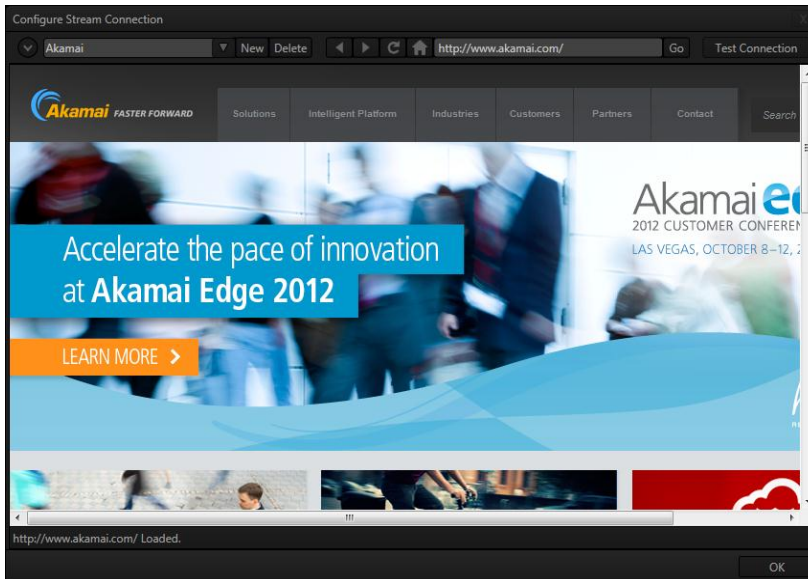 Configure Stream Connection
Akamai New Delete http://www.akamai.com/ Go Test Connection
Akamai FASTER FORWARD Solutions Intelligent Platform Industries Customers Partners Contact Search
Akamai
2012 CUSTOMER
LAS VEGAS, OCTOBER 8–12,
Accelerate the pace of innovation
at Akamai Edge 2012
LEARN MORE
http://www.akamai.com/ Loaded.
OK